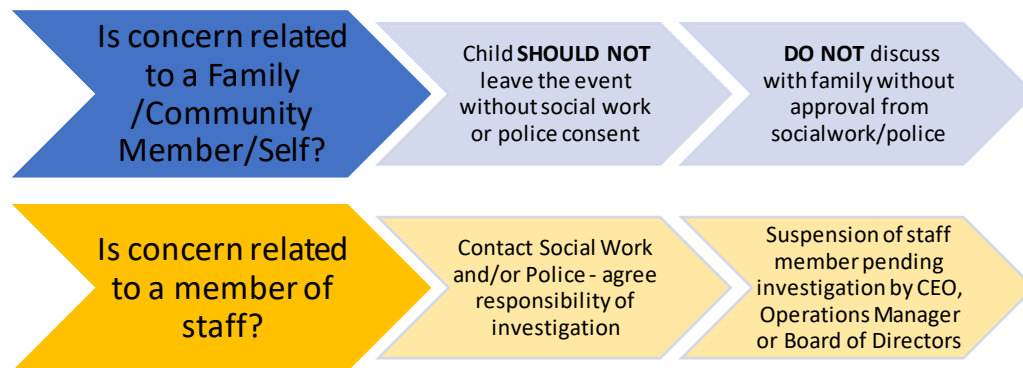 Is concern related
to a Family
/Community
Member/Self?
Child SHOULD NOT
leave the event
without social work
or police consent
DO NOT discuss
with family without
approval from
socialwork/police
Is concern related
to a member of
staff?
Contact Social Work
and/or Police - agree
responsibility of
investigation
Suspension of staff
member pending
investigation by CEO,
Operations Manager
or Board of Directors